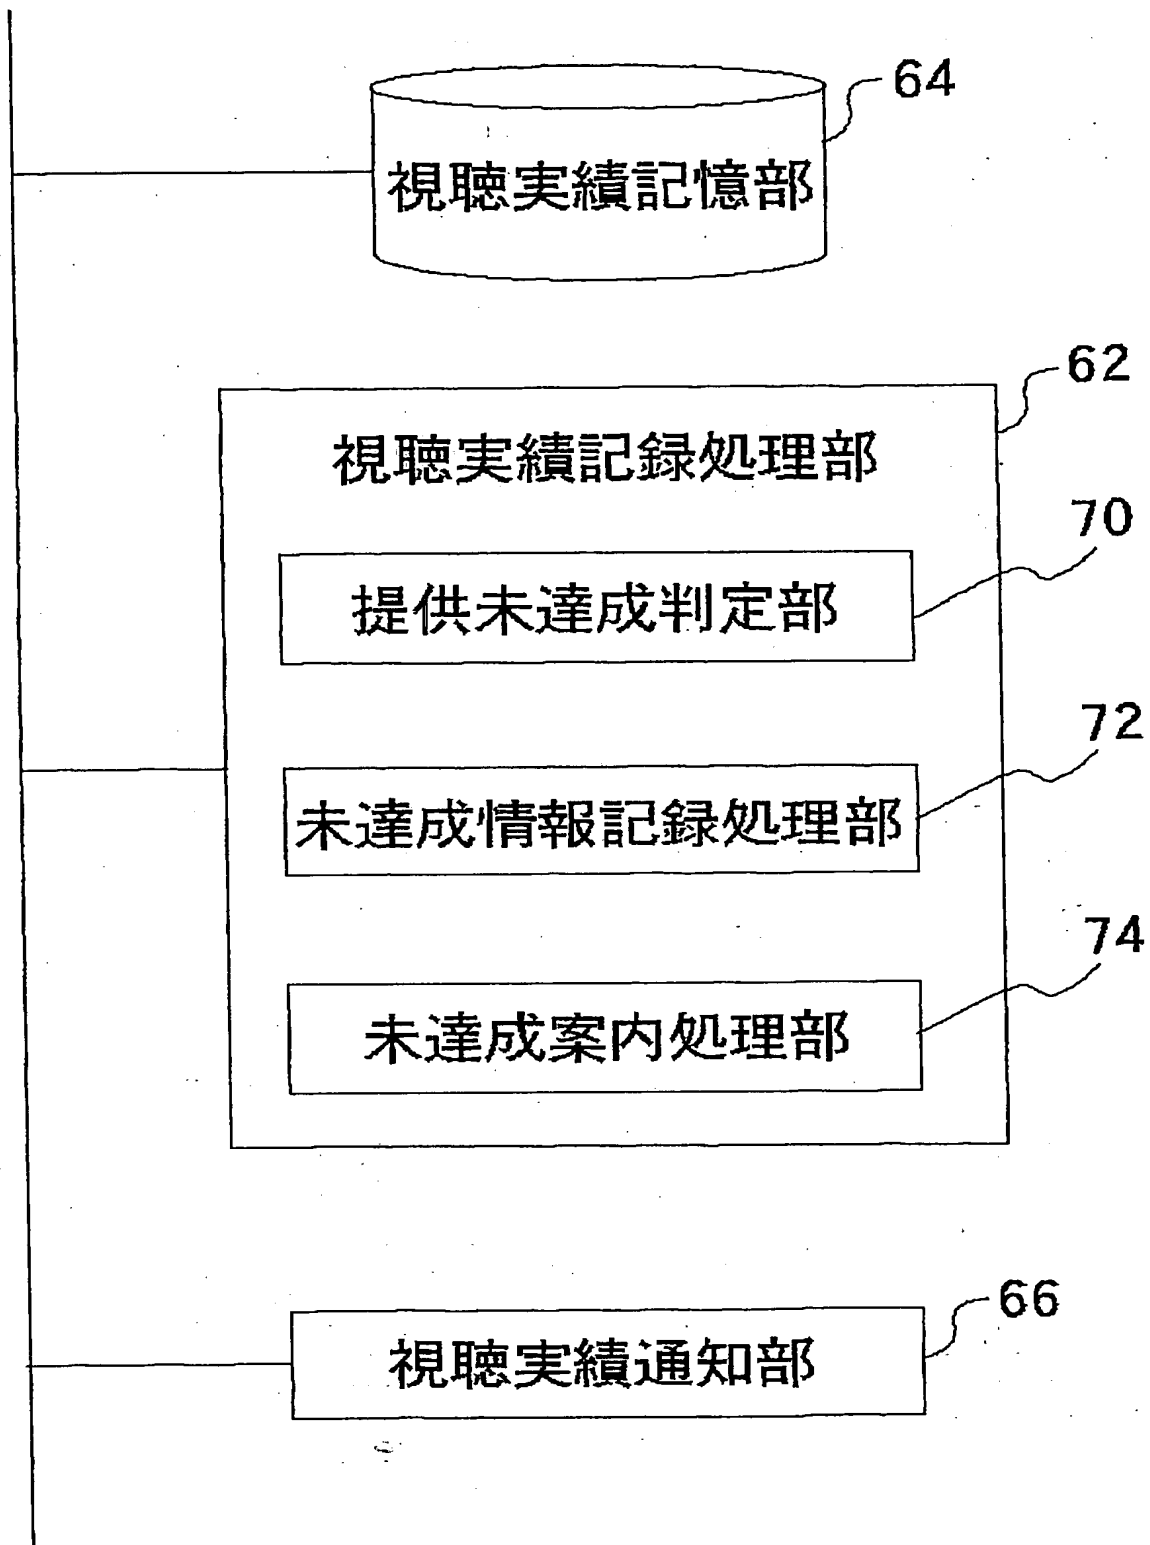 64
視聴実績記憶部
62
視聴実績記録処理部
70
提供未達成判定部
72
未達成情報記録処理部
74
未達成案内処理部
66
視聴実績通知部